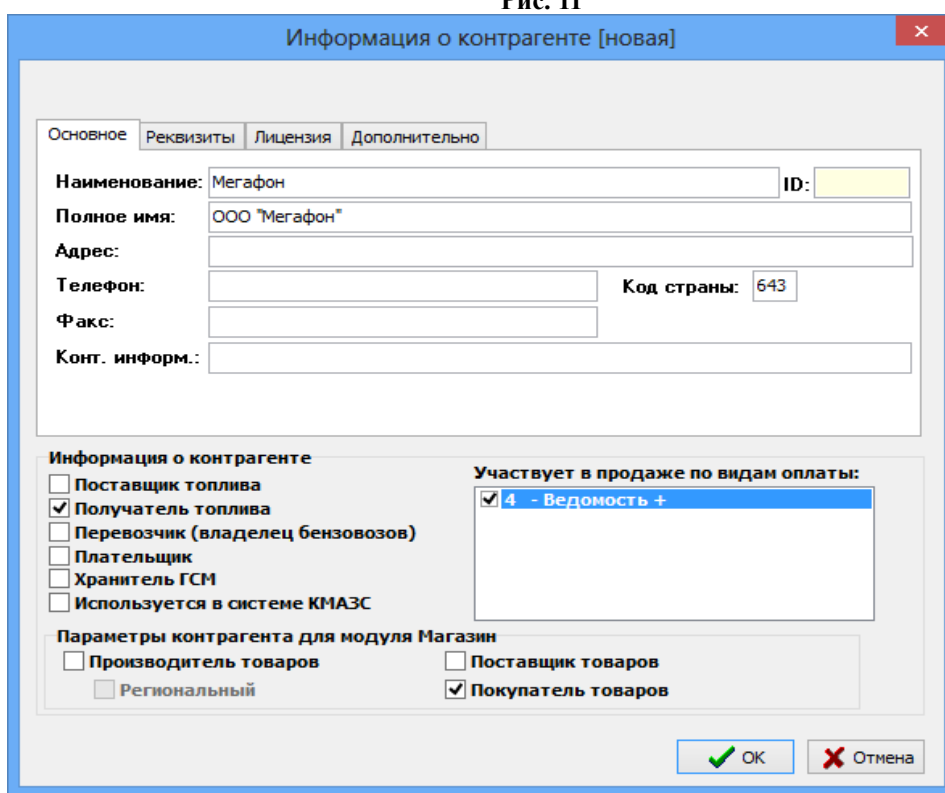 Рис. 11
Информация о контрагенте [новая]
Основное Реквизиты Лицензия Дополнительно
Наименование: Мегафон ID:
Полное имя: ООО "Мегафон"
Адрес:
Телефон: Код страны: 643
Факс:
Конт. информ.:
Информация о контрагенте
Поставщик топлива
Получатель топлива
Перевозчик (владелец бензовозов)
Плательщик
Хранитель ГСМ
Используется в системе КМАЗС
Участвует в продаже по видам оплаты:
4 - Ведомость +
Параметры контрагента для модуля Магазин
Производитель товаров Поставщик товаров
Региональный Покупатель товаров
OK Отмена